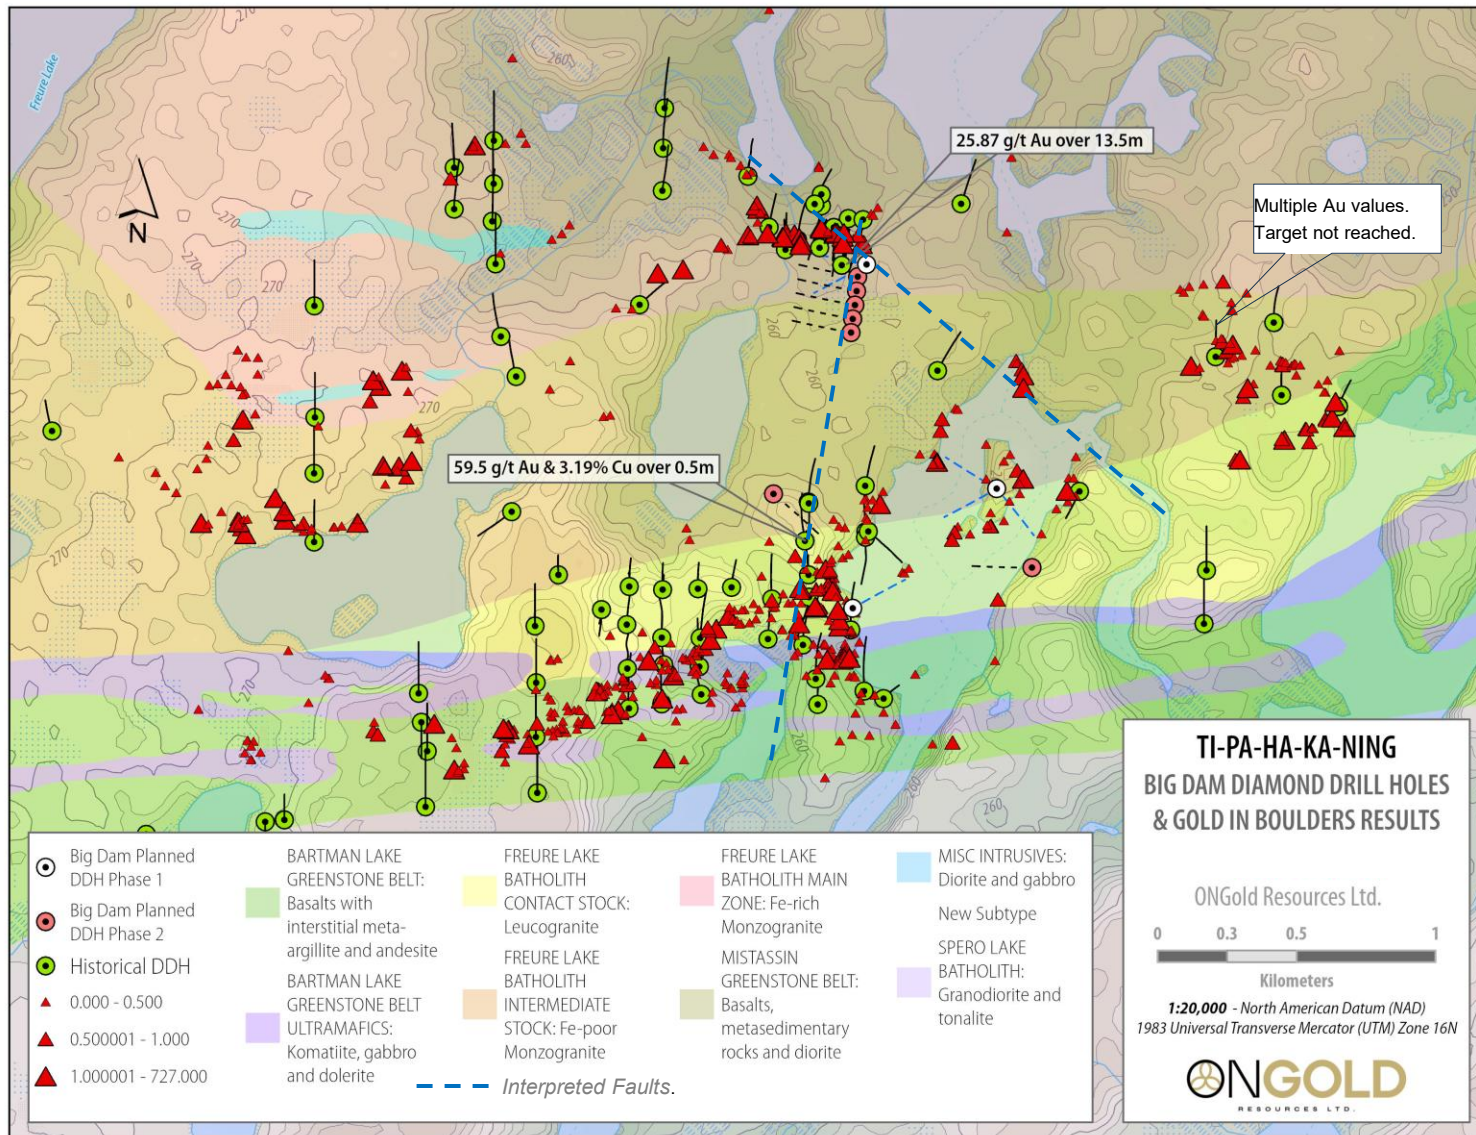 Freure Lake
260
270
N
25.87 g/t Au over 13.5m
Multiple Au values.
Target not reached.
250
270
270
270
270
270
260
260
260
59.5 g/t Au & 3.19% Cu over 0.5m
270
270
270
260
260
260
TI-PA-HA-KA-NING
BIG DAM DIAMOND DRILL HOLES
& GOLD IN BOULDERS RESULTS
ONGold Resources Ltd.
0 0.3 0.5 1
Kilometers
1:20,000 - North American Datum (NAD)
1983 Universal Transverse Mercator (UTM) Zone 16N
ONGOLD
RESOURCES LTD.
Big Dam Planned
DDH Phase 1
Big Dam Planned
DDH Phase 2
Historical DDH
0.000 - 0.500
0.500001 - 1.000
1.000001 - 727.000
BARTMAN LAKE
GREENSTONE BELT:
Basalts with
interstitial meta-
argillite and andesite
BARTMAN LAKE
GREENSTONE BELT
ULTRAMAFICS:
Komatiite, gabbro
and dolerite
FREURE LAKE
BATHOLITH
CONTACT STOCK:
Leucogranite
FREURE LAKE
BATHOLITH
INTERMEDIATE
STOCK: Fe-poor
Monzogranite
FREURE LAKE
BATHOLITH MAIN
ZONE: Fe-rich
Monzogranite
MISTASSIN
GREENSTONE BELT:
Basalts,
metasedimentary
rocks and diorite
MISC INTRUSIVES:
Diorite and gabbro
New Subtype
SPERO LAKE
BATHOLITH:
Granodiorite and
tonalite
Interpreted Faults.